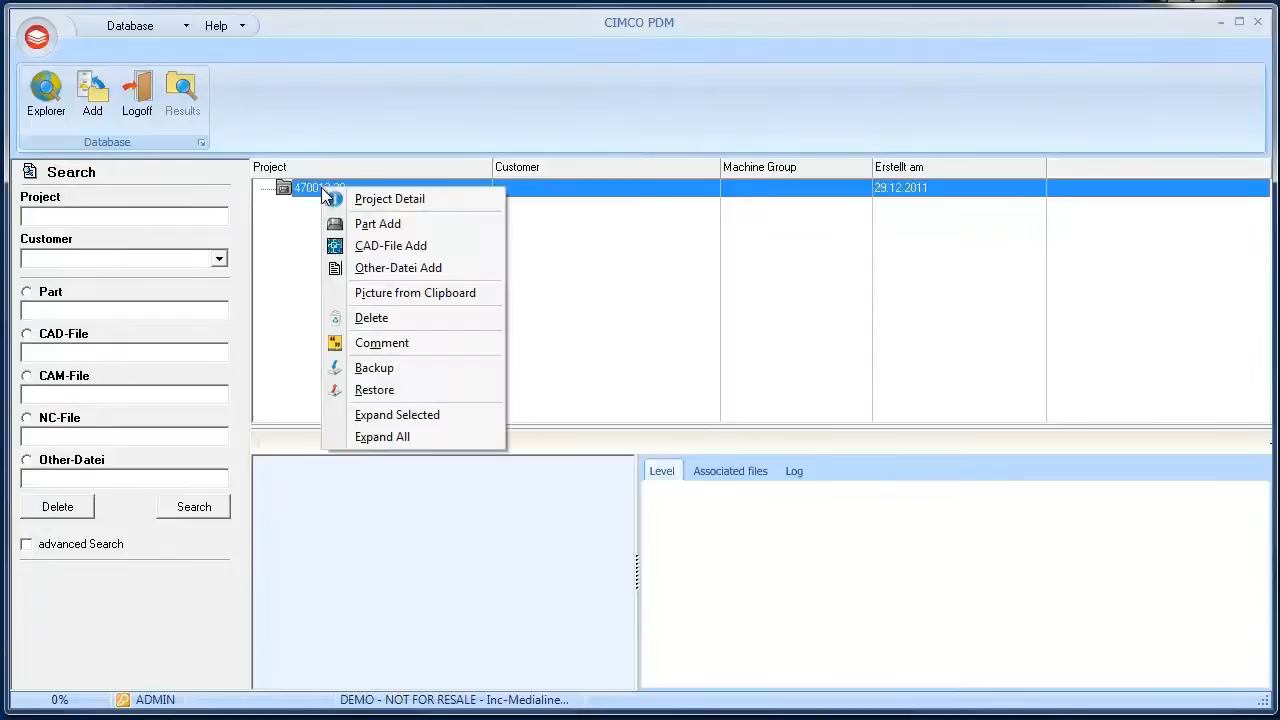 CIMCO PDM
Database
Help
Explorer
Add
Logoff
Results
Database
Search
Project
Customer
Part
CAD-File
CAM-File
NC-File
Other-Datei
Delete
Search
advanced Search
Project
Customer
Machine Group
Erstellt am
29.12.2011
Project Detail
Part Add
CAD-File Add
Other-Datei Add
Picture from Clipboard
Delete
Comment
Backup
Restore
Expand Selected
Expand All
Level
Associated files
Log
0%
ADMIN
DEMO - NOT FOR RESALE - Inc-Medialine...